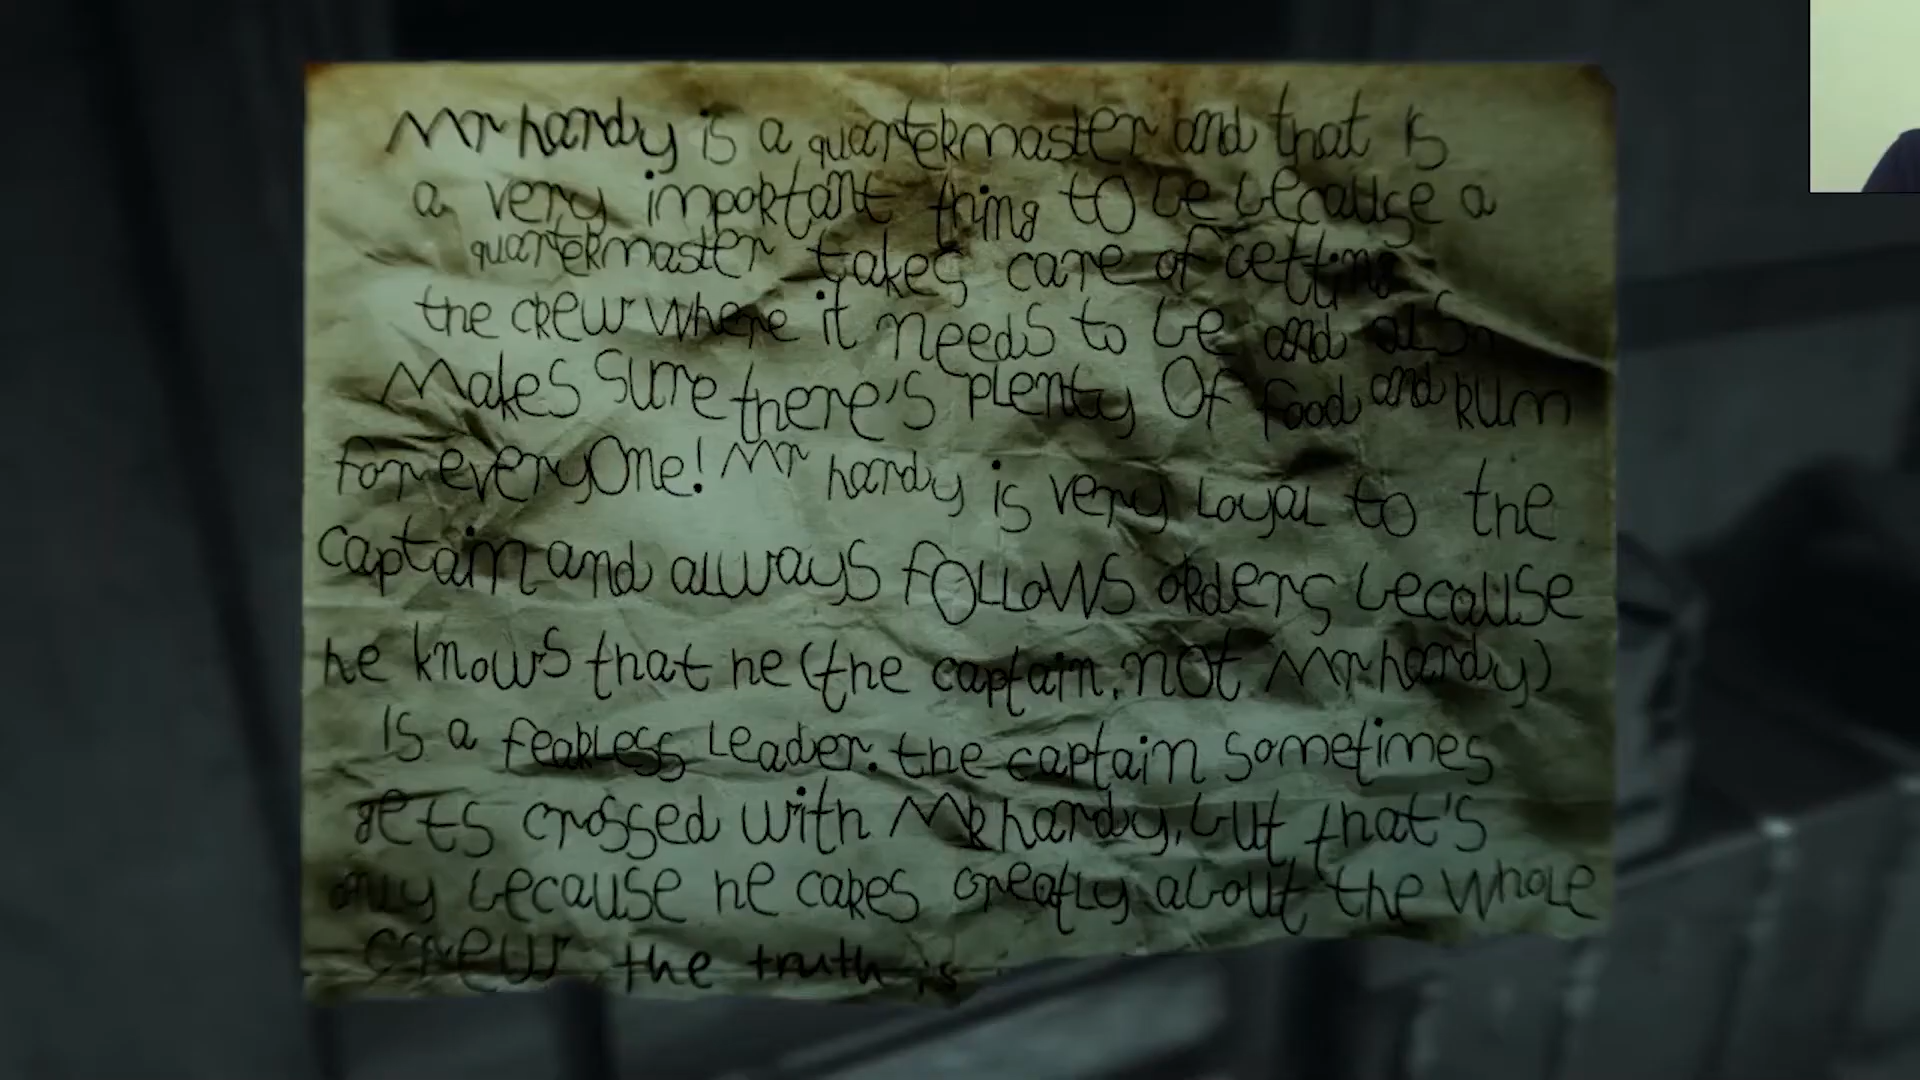 Mr hardy is a quartermaster and that is
a very important thing to be because a
quartermaster takes care of getting
the crew where it needs to be and also
Makes Sure there's plenty Of food and RUM
for everyOne! Mr hardy is very Loyal to the
captain and always fOLLOWS orders because
he knows that he (the captain, not Mr hardy)
is a fearless Leader. the captain sometimes
gets crossed with MR hardy, but that's
only because he cares greatly about the whole
crew the truth is